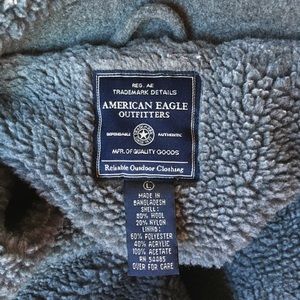 REG. AE
TRADEMARK DETAILS
AMERICAN EAGLE
OUTFITTERS
DEPENDABLE AUTHENTIC
MFR. OF QUALITY GOODS
Reliable Outdoor Clothing
L
MADE IN
BANGLADESH
SHELL:
80% WOOL
20% NYLON
LINING:
60% POLYESTER
40% ACRYLIC
100% ACETATE
RN 54485
OVER FOR CARE